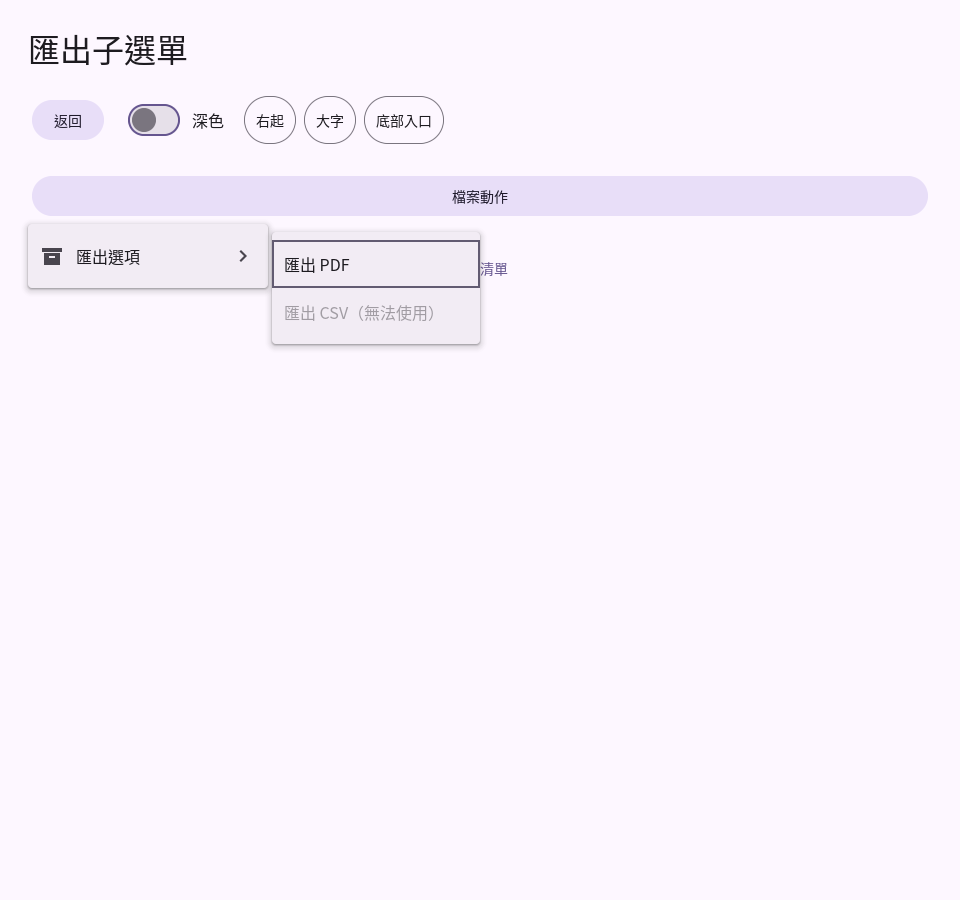 匯出子選單
返回
深色
右起
大字
底部入口
檔案動作
匯出選項
匯出 PDF
清單
匯出 CSV（無法使用）